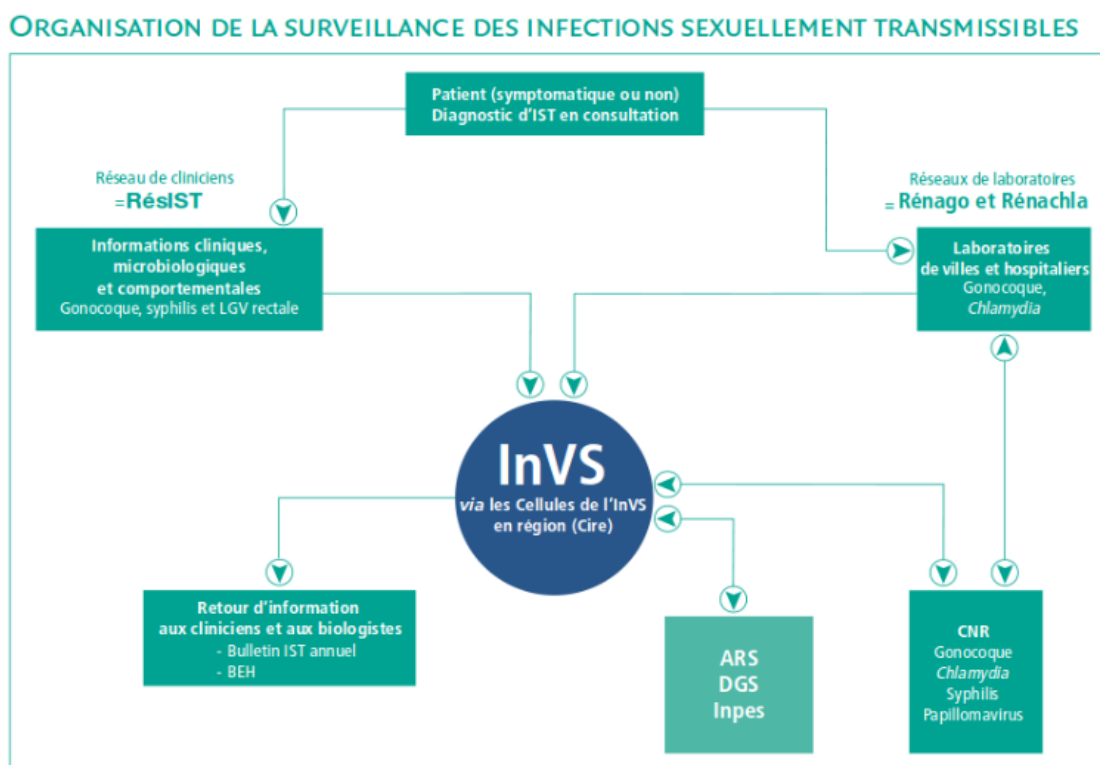 ORGANISATION DE LA SURVEILLANCE DES INFECTIONS SEXUELLEMENT TRANSMISSIBLES
Patient (symptomatique ou non)
Diagnostic d'IST en consultation
Réseau de cliniciens
=RésIST
Réseaux de laboratoires
= Rénago et Rénachla
Informations cliniques,
microbiologiques
et comportementales
Gonocoque, syphilis et LGV rectale
Laboratoires
de villes et hospitaliers
Gonocoque,
Chlamydia
InVS
via les Cellules de l'InVS
en région (Cire)
Retour d'information
aux cliniciens et aux biologistes
- Bulletin IST annuel
- BEH
ARS
DGS
Inpes
CNR
Gonocoque
Chlamydia
Syphilis
Papillomavirus